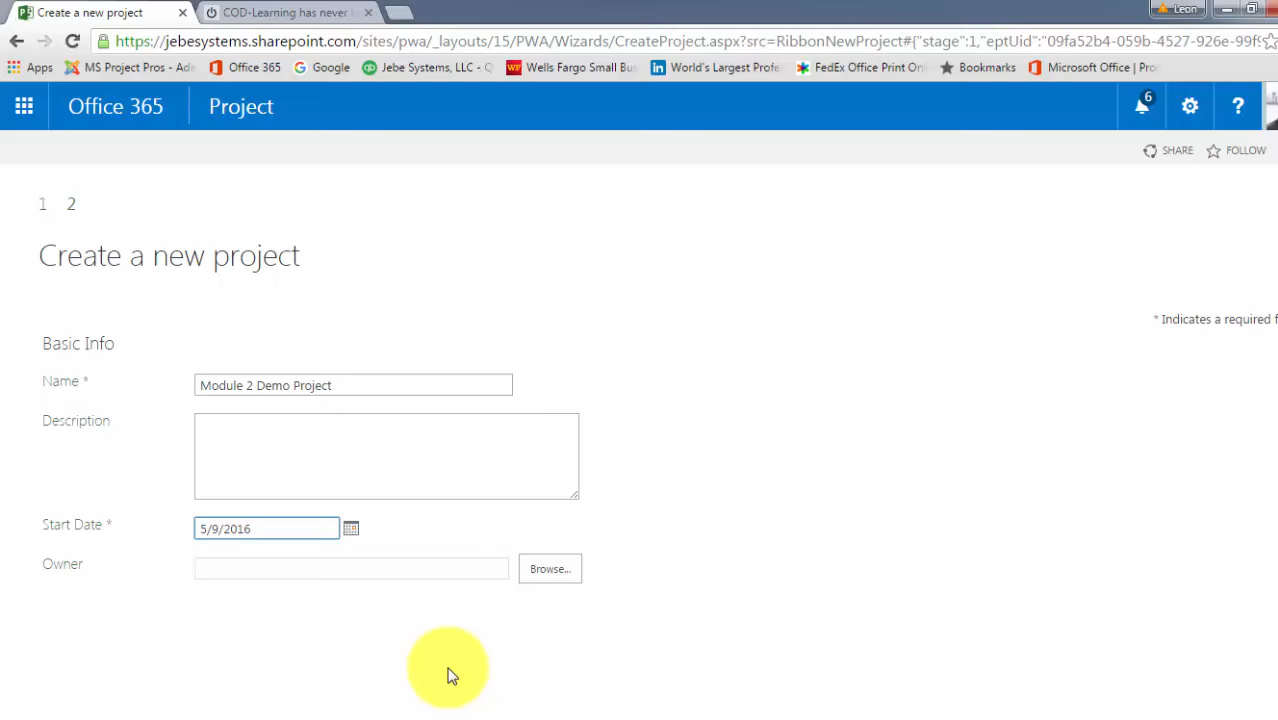 Create a new project
COD-Learning has never
Leon
https://jebesystems.sharepoint.com/sites/pwa/_layouts/15/PWA/Wizards/CreateProject.aspx?src=RibbonNewProject#{"stage":1,"eptUid":"09fa52b4-059b-4527-926e-99f9
Apps MS Project Pros - Adm Office 365 Google Jebe Systems, LLC - Q Wells Fargo Small Bus World's Largest Profe FedEx Office Print Onl Bookmarks Microsoft Office | Pro
Office 365 Project 6 ?
SHARE FOLLOW
1 2
Create a new project
* Indicates a required f
Basic Info
Name * Module 2 Demo Project
Description
Start Date * 5/9/2016
Owner Browse...